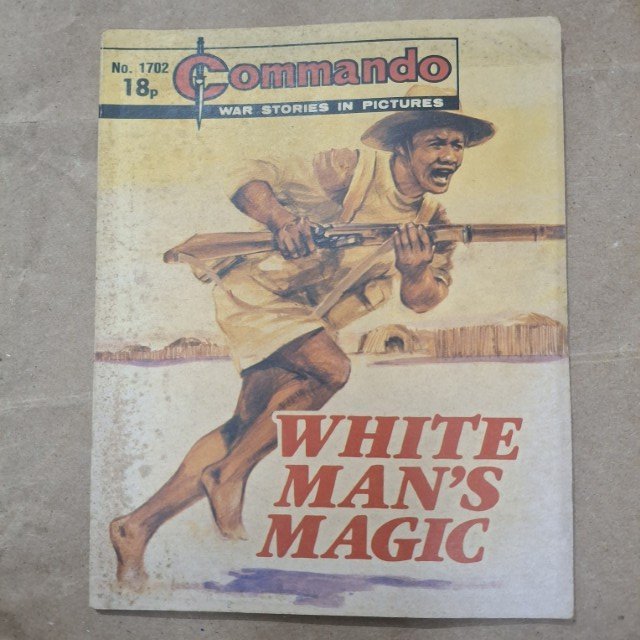 No. 1702
18p
Commando
WAR STORIES IN PICTURES
WHITE
MAN'S
MAGIC